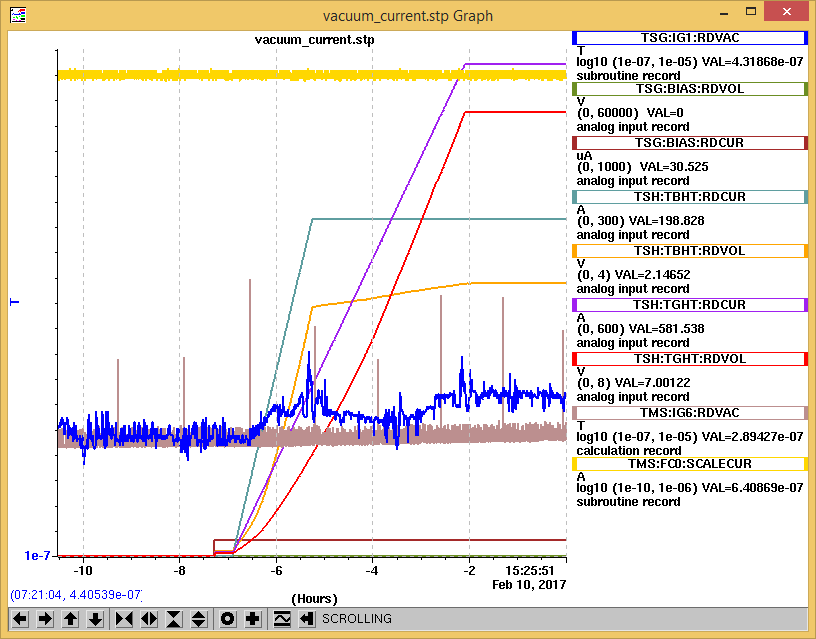 vacuum_current.stp Graph
vacuum_current.stp
TSG:IG1:RDVAC
T
log10 (1e-07, 1e-05) VAL=4.31868e-07
subroutine record
TSG:BIAS:RDVOL
V
(0, 60000) VAL=0
analog input record
TSG:BIAS:RDCUR
uA
(0, 1000) VAL=30.525
analog input record
TSH:TBHT:RDCUR
A
(0, 300) VAL=198.828
analog input record
TSH:TBHT:RDVOL
V
(0, 4) VAL=2.14652
analog input record
TSH:TGHT:RDCUR
A
(0, 600) VAL=581.538
analog input record
TSH:TGHT:RDVOL
V
(0, 8) VAL=7.00122
analog input record
TMS:IG6:RDVAC
T
log10 (1e-07, 1e-05) VAL=2.89427e-07
calculation record
TMS:FC0:SCALECUR
A
log10 (1e-10, 1e-06) VAL=6.40869e-07
subroutine record
T
1e-7
-10 -8 -6 -4 -2 15:25:51
Feb 10, 2017
(07:21:04, 4.40539e-07)
(Hours)
SCROLLING